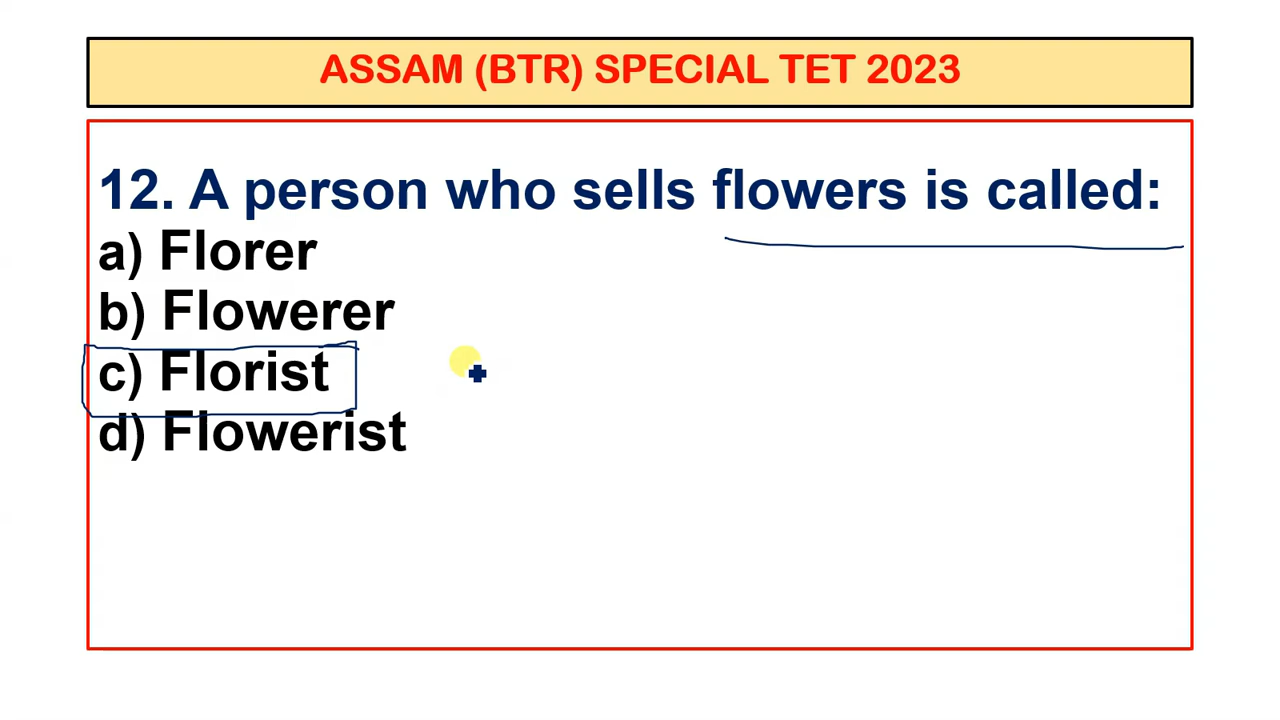 ASSAM (BTR) SPECIAL TET 2023
12. A person who sells flowers is called:
a) Florer
b) Flowerer
c) Florist
d) Flowerist